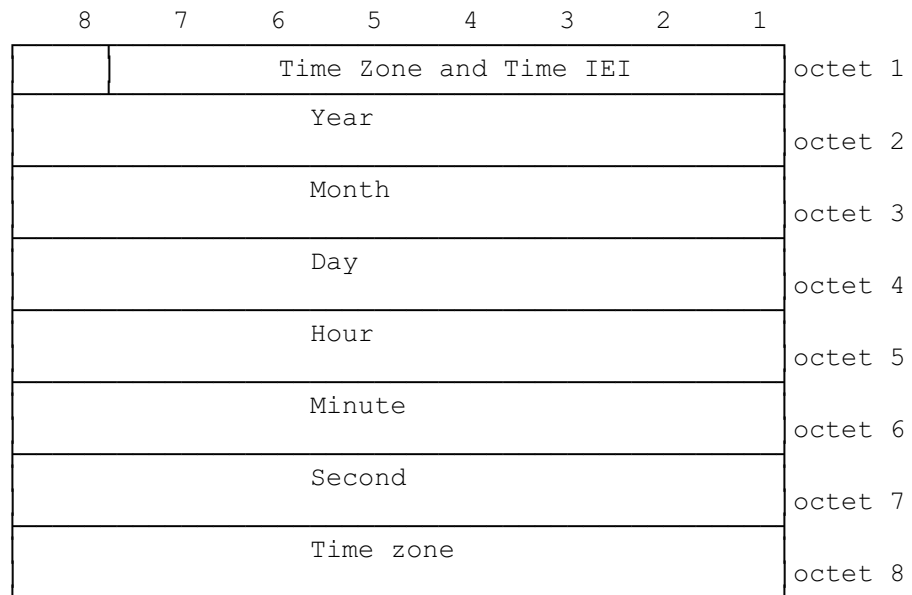 8 7 6 5 4 3 2 1
Time Zone and Time IEI octet 1
Year
octet 2
Month
octet 3
Day
octet 4
Hour
octet 5
Minute
octet 6
Second
octet 7
Time zone
octet 8